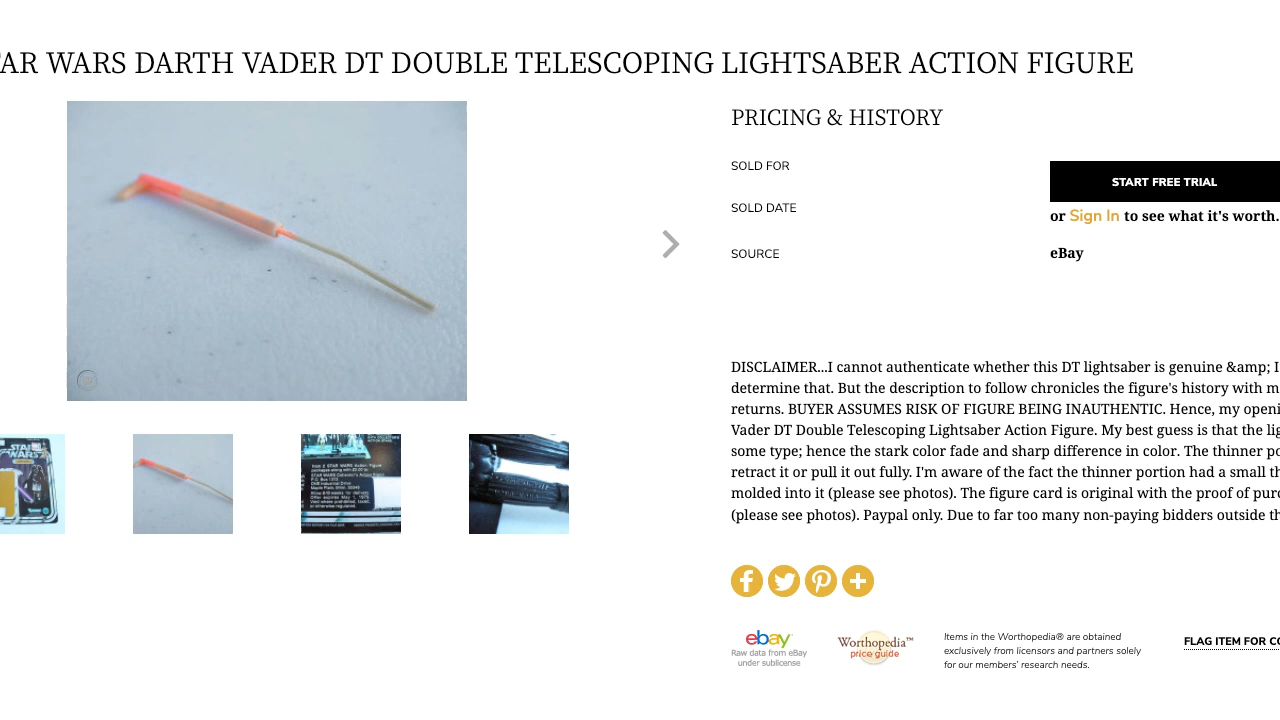 AR WARS DARTH VADER DT DOUBLE TELESCOPING LIGHTSABER ACTION FIGURE
PRICING & HISTORY
SOLD FOR
START FREE TRIAL
or Sign In to see what it's worth.
SOLD DATE
SOURCE
eBay
DISCLAIMER...I cannot authenticate whether this DT lightsaber is genuine &amp; I
determine that. But the description to follow chronicles the figure's history with m
returns. BUYER ASSUMES RISK OF FIGURE BEING INAUTHENTIC. Hence, my openi
Vader DT Double Telescoping Lightsaber Action Figure. My best guess is that the lig
some type; hence the stark color fade and sharp difference in color. The thinner po
retract it or pull it out fully. I'm aware of the fact the thinner portion had a small th
molded into it (please see photos). The figure card is original with the proof of purc
(please see photos). Paypal only. Due to far too many non-paying bidders outside th
STAR
WARS
ebay
Raw data from eBay
under sublicense
Worthopedia™
price guide
Items in the Worthopedia® are obtained
exclusively from licensors and partners solely
for our members' research needs.
FLAG ITEM FOR CO